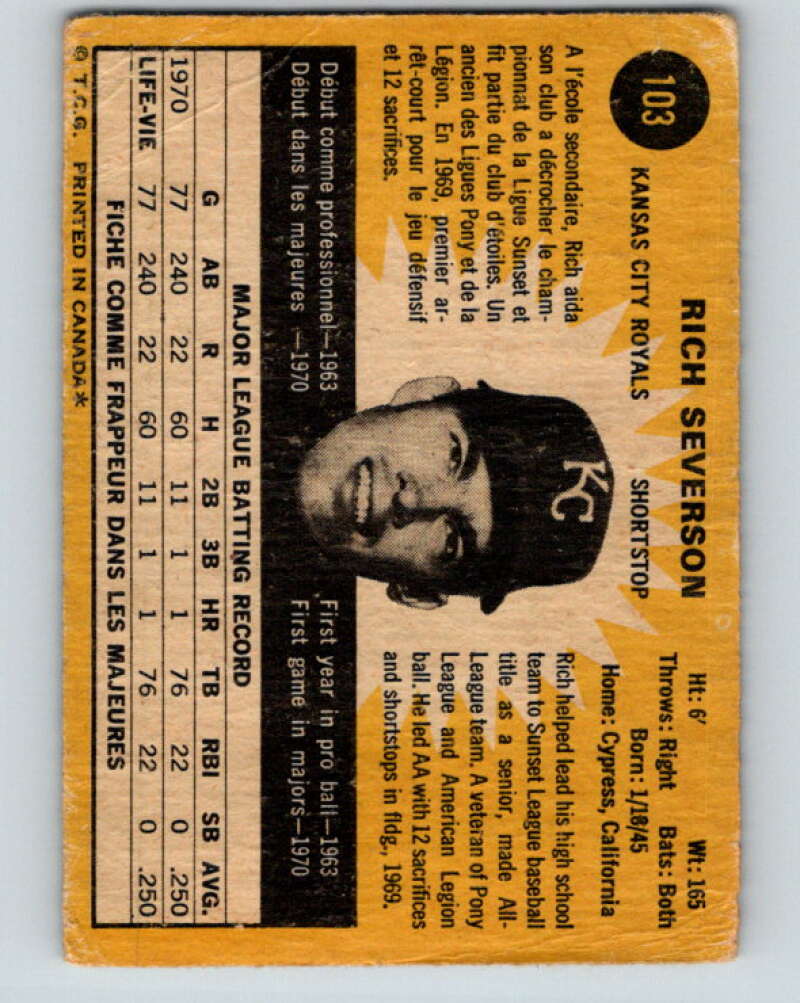 103
RICH SEVERSON
KANSAS CITY ROYALS SHORTSTOP
Ht: 6' Wt: 165
Throws: Right Bats: Both
Born: 1/18/45
Home: Cypress, California
A l'école secondaire, Rich aida
son club a décrocher le cham-
pionnat de la Ligue Sunset et
fit partie du club d'étoiles. Un
ancien des Ligues Pony et de la
Légion. En 1969, premier ar-
rêt-court pour le jeu défensif
et 12 sacrifices.
KC
Rich helped lead his high school
team to Sunset League baseball
title as a senior, made All-
League team. A veteran of Pony
League and American Legion
ball. He led AA with 12 sacrifices
and shortstops in fldg., 1969.
Début comme professionnel—1963
Début dans les majeures —1970
First year in pro ball—1963
First game in majors—1970
MAJOR LEAGUE BATTING RECORD
G AB R H 2B 3B HR TB RBI SB AVG.
1970 77 240 22 60 11 1 1 76 22 0 .250
LIFE-VIE 77 240 22 60 11 1 1 76 22 0 .250
FICHE COMME FRAPPEUR DANS LES MAJEURES
© T.C.G. PRINTED IN CANADA*